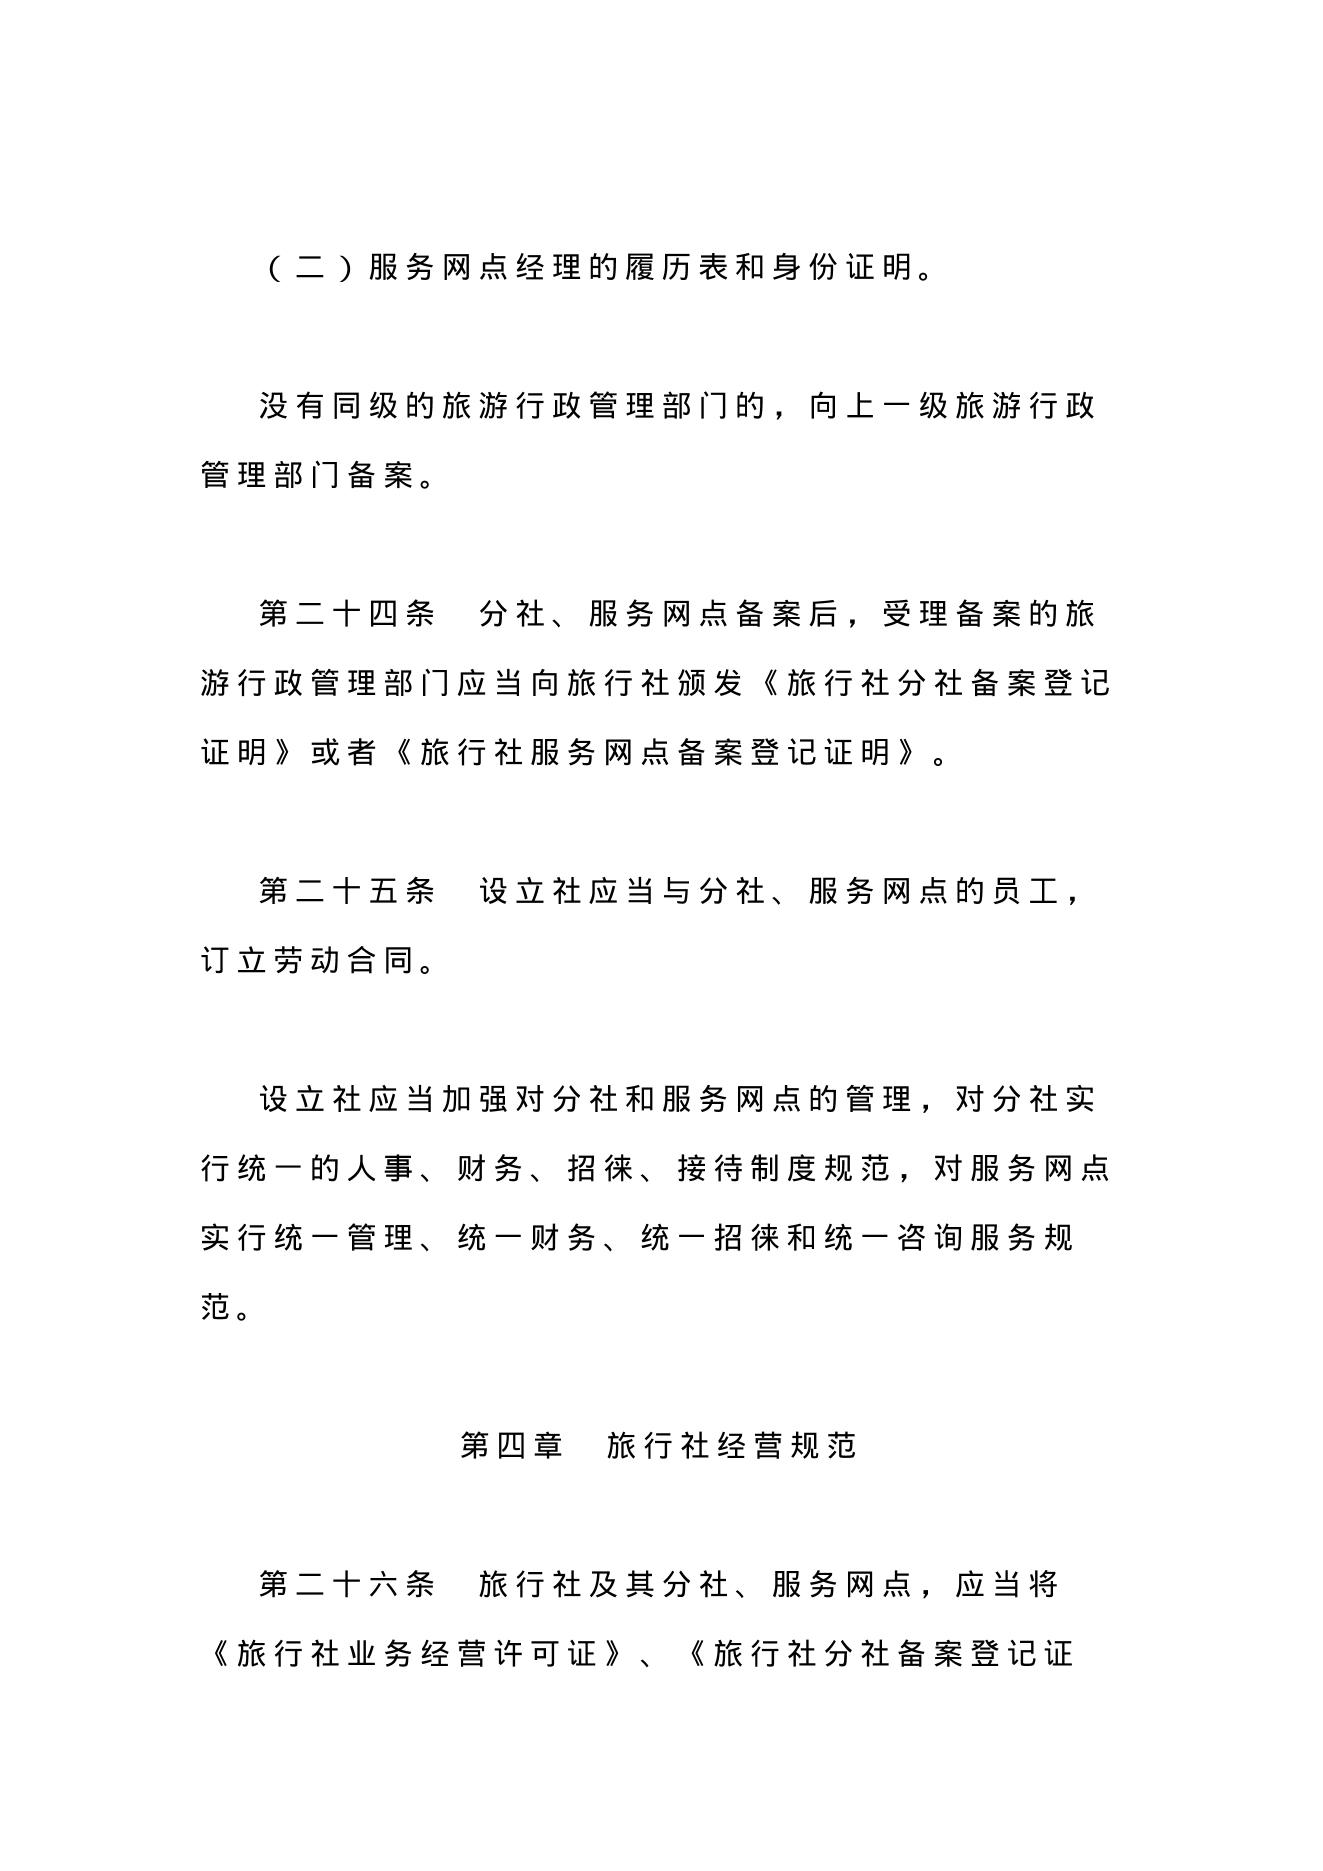 （二）服务网点经理的履历表和身份证明。
没有同级的旅游行政管理部门的，向上一级旅游行政
管理部门备案。
第二十四条　分社、服务网点备案后，受理备案的旅
游行政管理部门应当向旅行社颁发《旅行社分社备案登记
证明》或者《旅行社服务网点备案登记证明》。
第二十五条　设立社应当与分社、服务网点的员工，
订立劳动合同。
设立社应当加强对分社和服务网点的管理，对分社实
行统一的人事、财务、招徕、接待制度规范，对服务网点
实行统一管理、统一财务、统一招徕和统一咨询服务规
范。
第四章　旅行社经营规范
第二十六条　旅行社及其分社、服务网点，应当将
《旅行社业务经营许可证》、《旅行社分社备案登记证